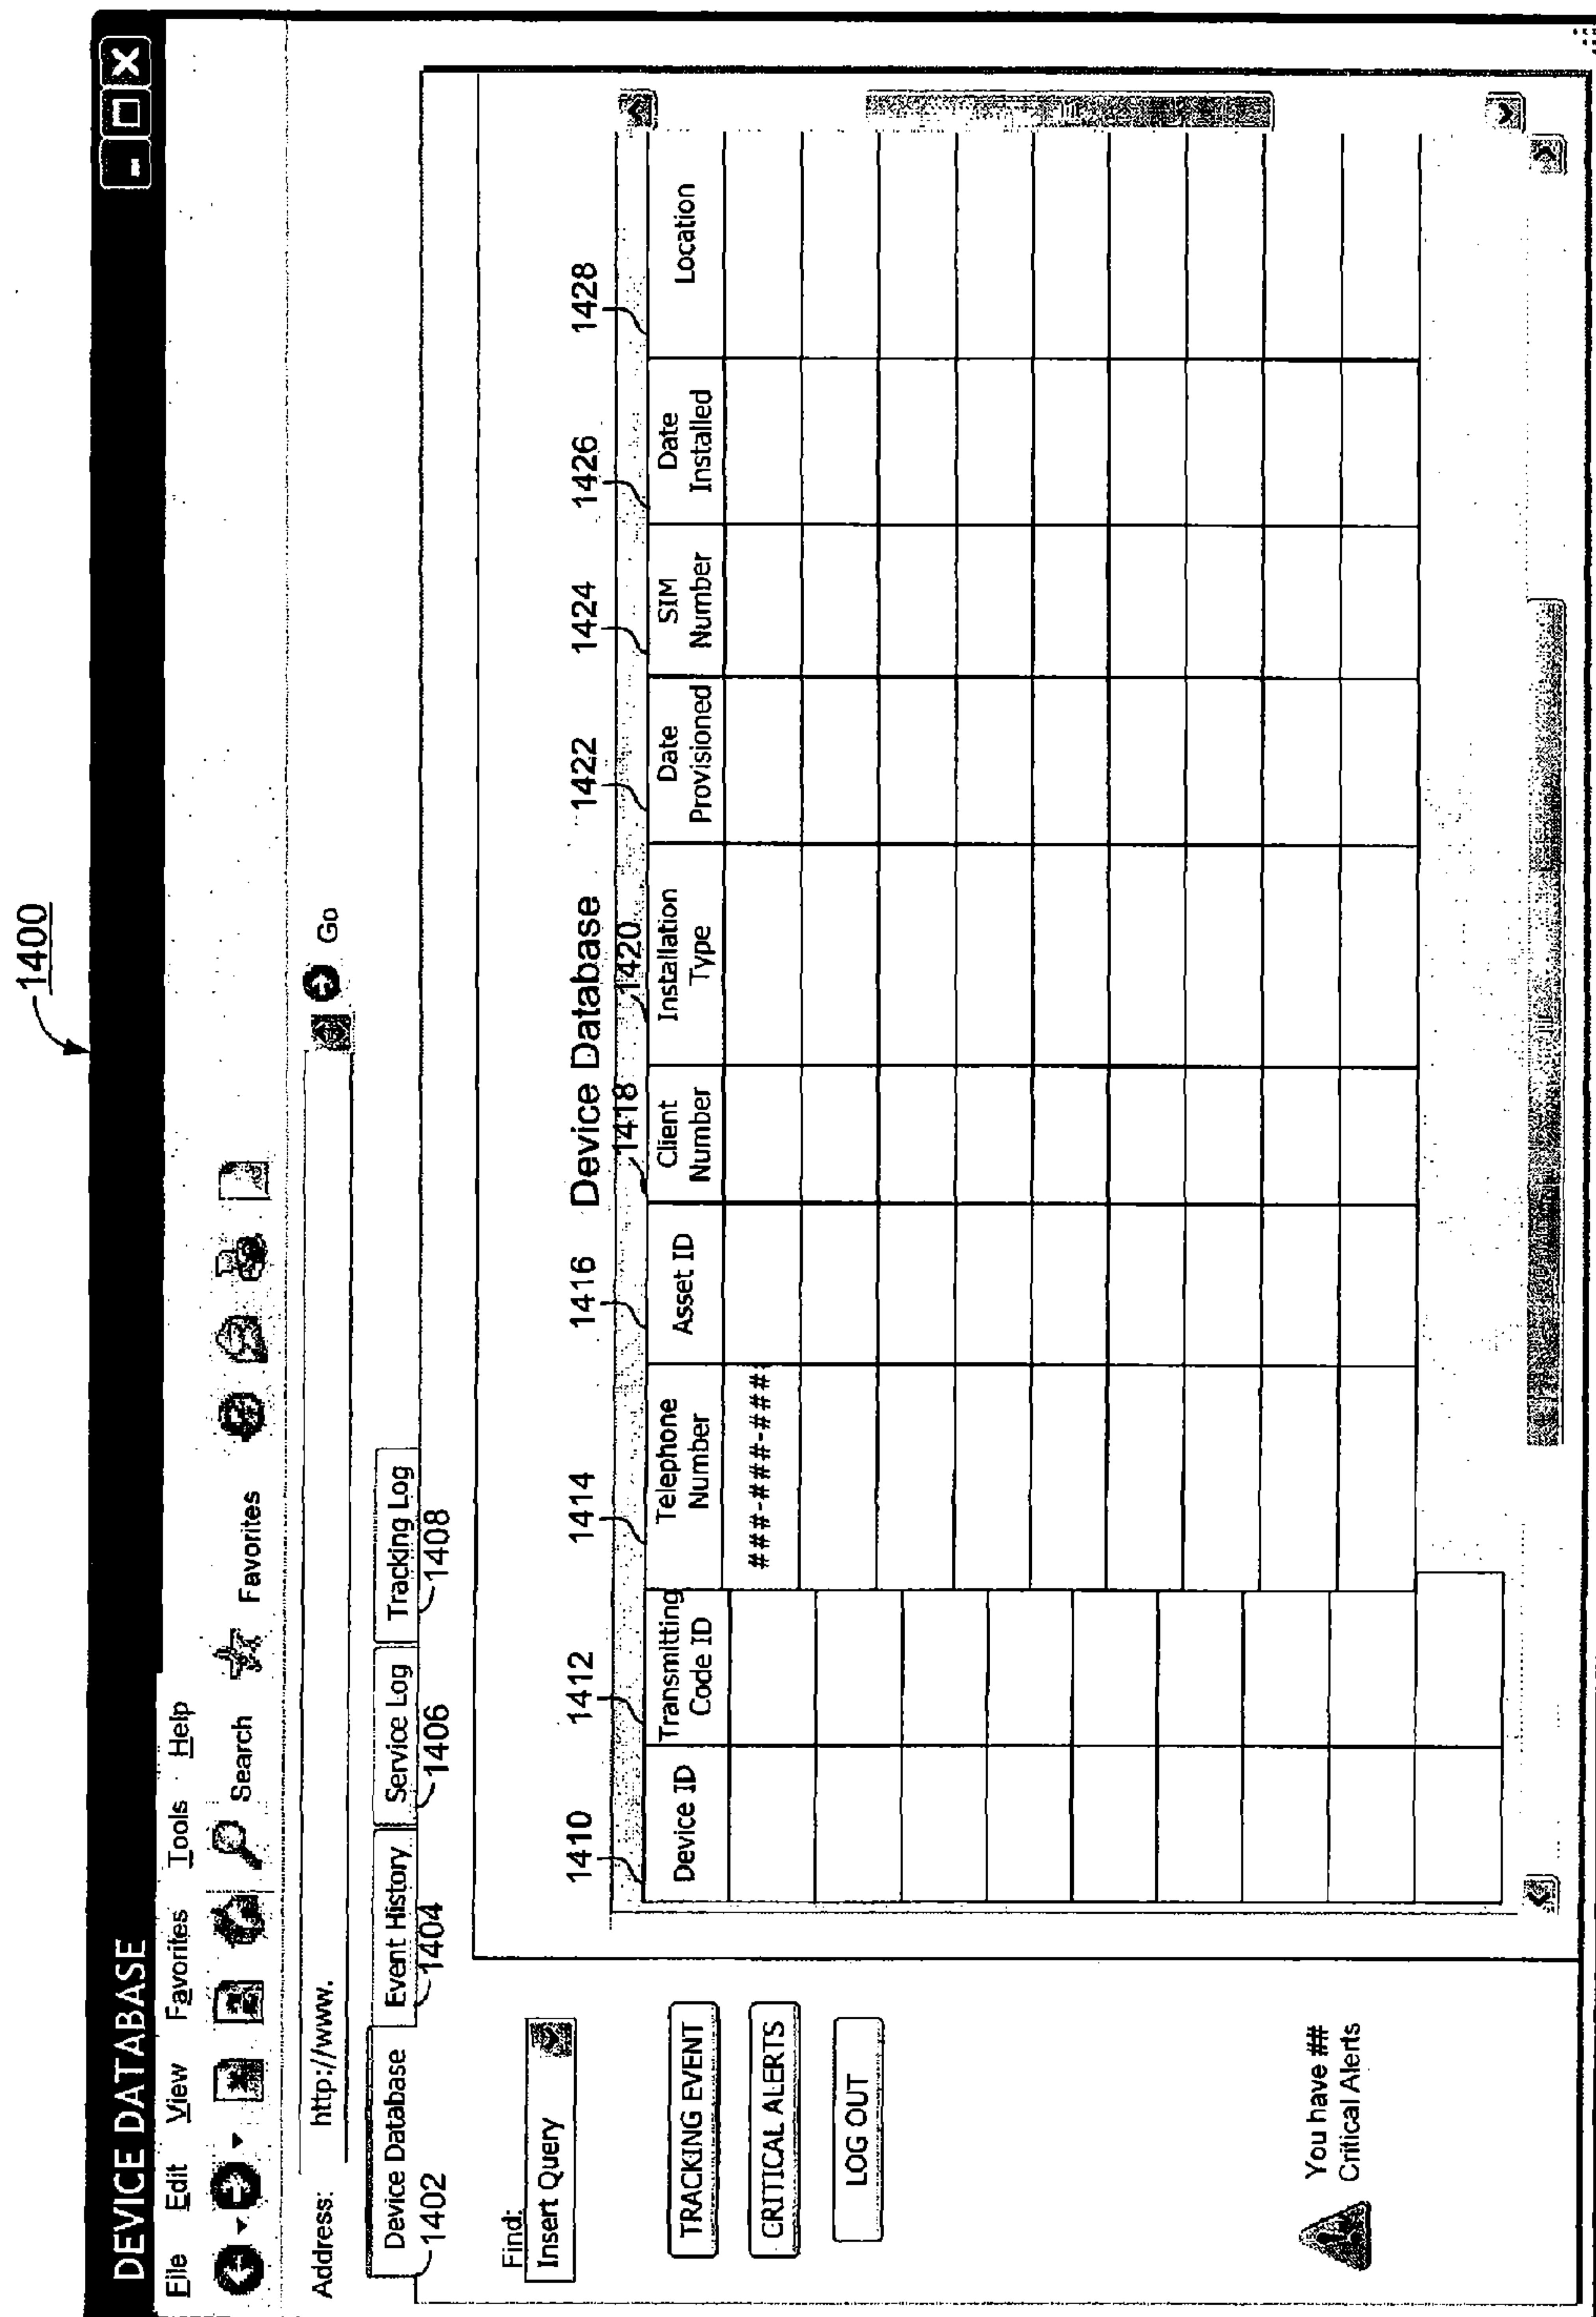 1400
DEVICE DATABASE
File Edit View Favorites Tools Help
Search Favorites
Address: http://www. Go
Device Database Event History Service Log Tracking Log
1402 1404 1406 1408
Find:
Insert Query
TRACKING EVENT
CRITICAL ALERTS
LOG OUT
You have ##
Critical Alerts
Device Database
1410 1412 1414 1416 1418 1420 1422 1424 1426 1428
Device ID Transmitting Code ID Telephone Number Asset ID Client Number Installation Type Date Provisioned SIM Number Date Installed Location
###-###-###